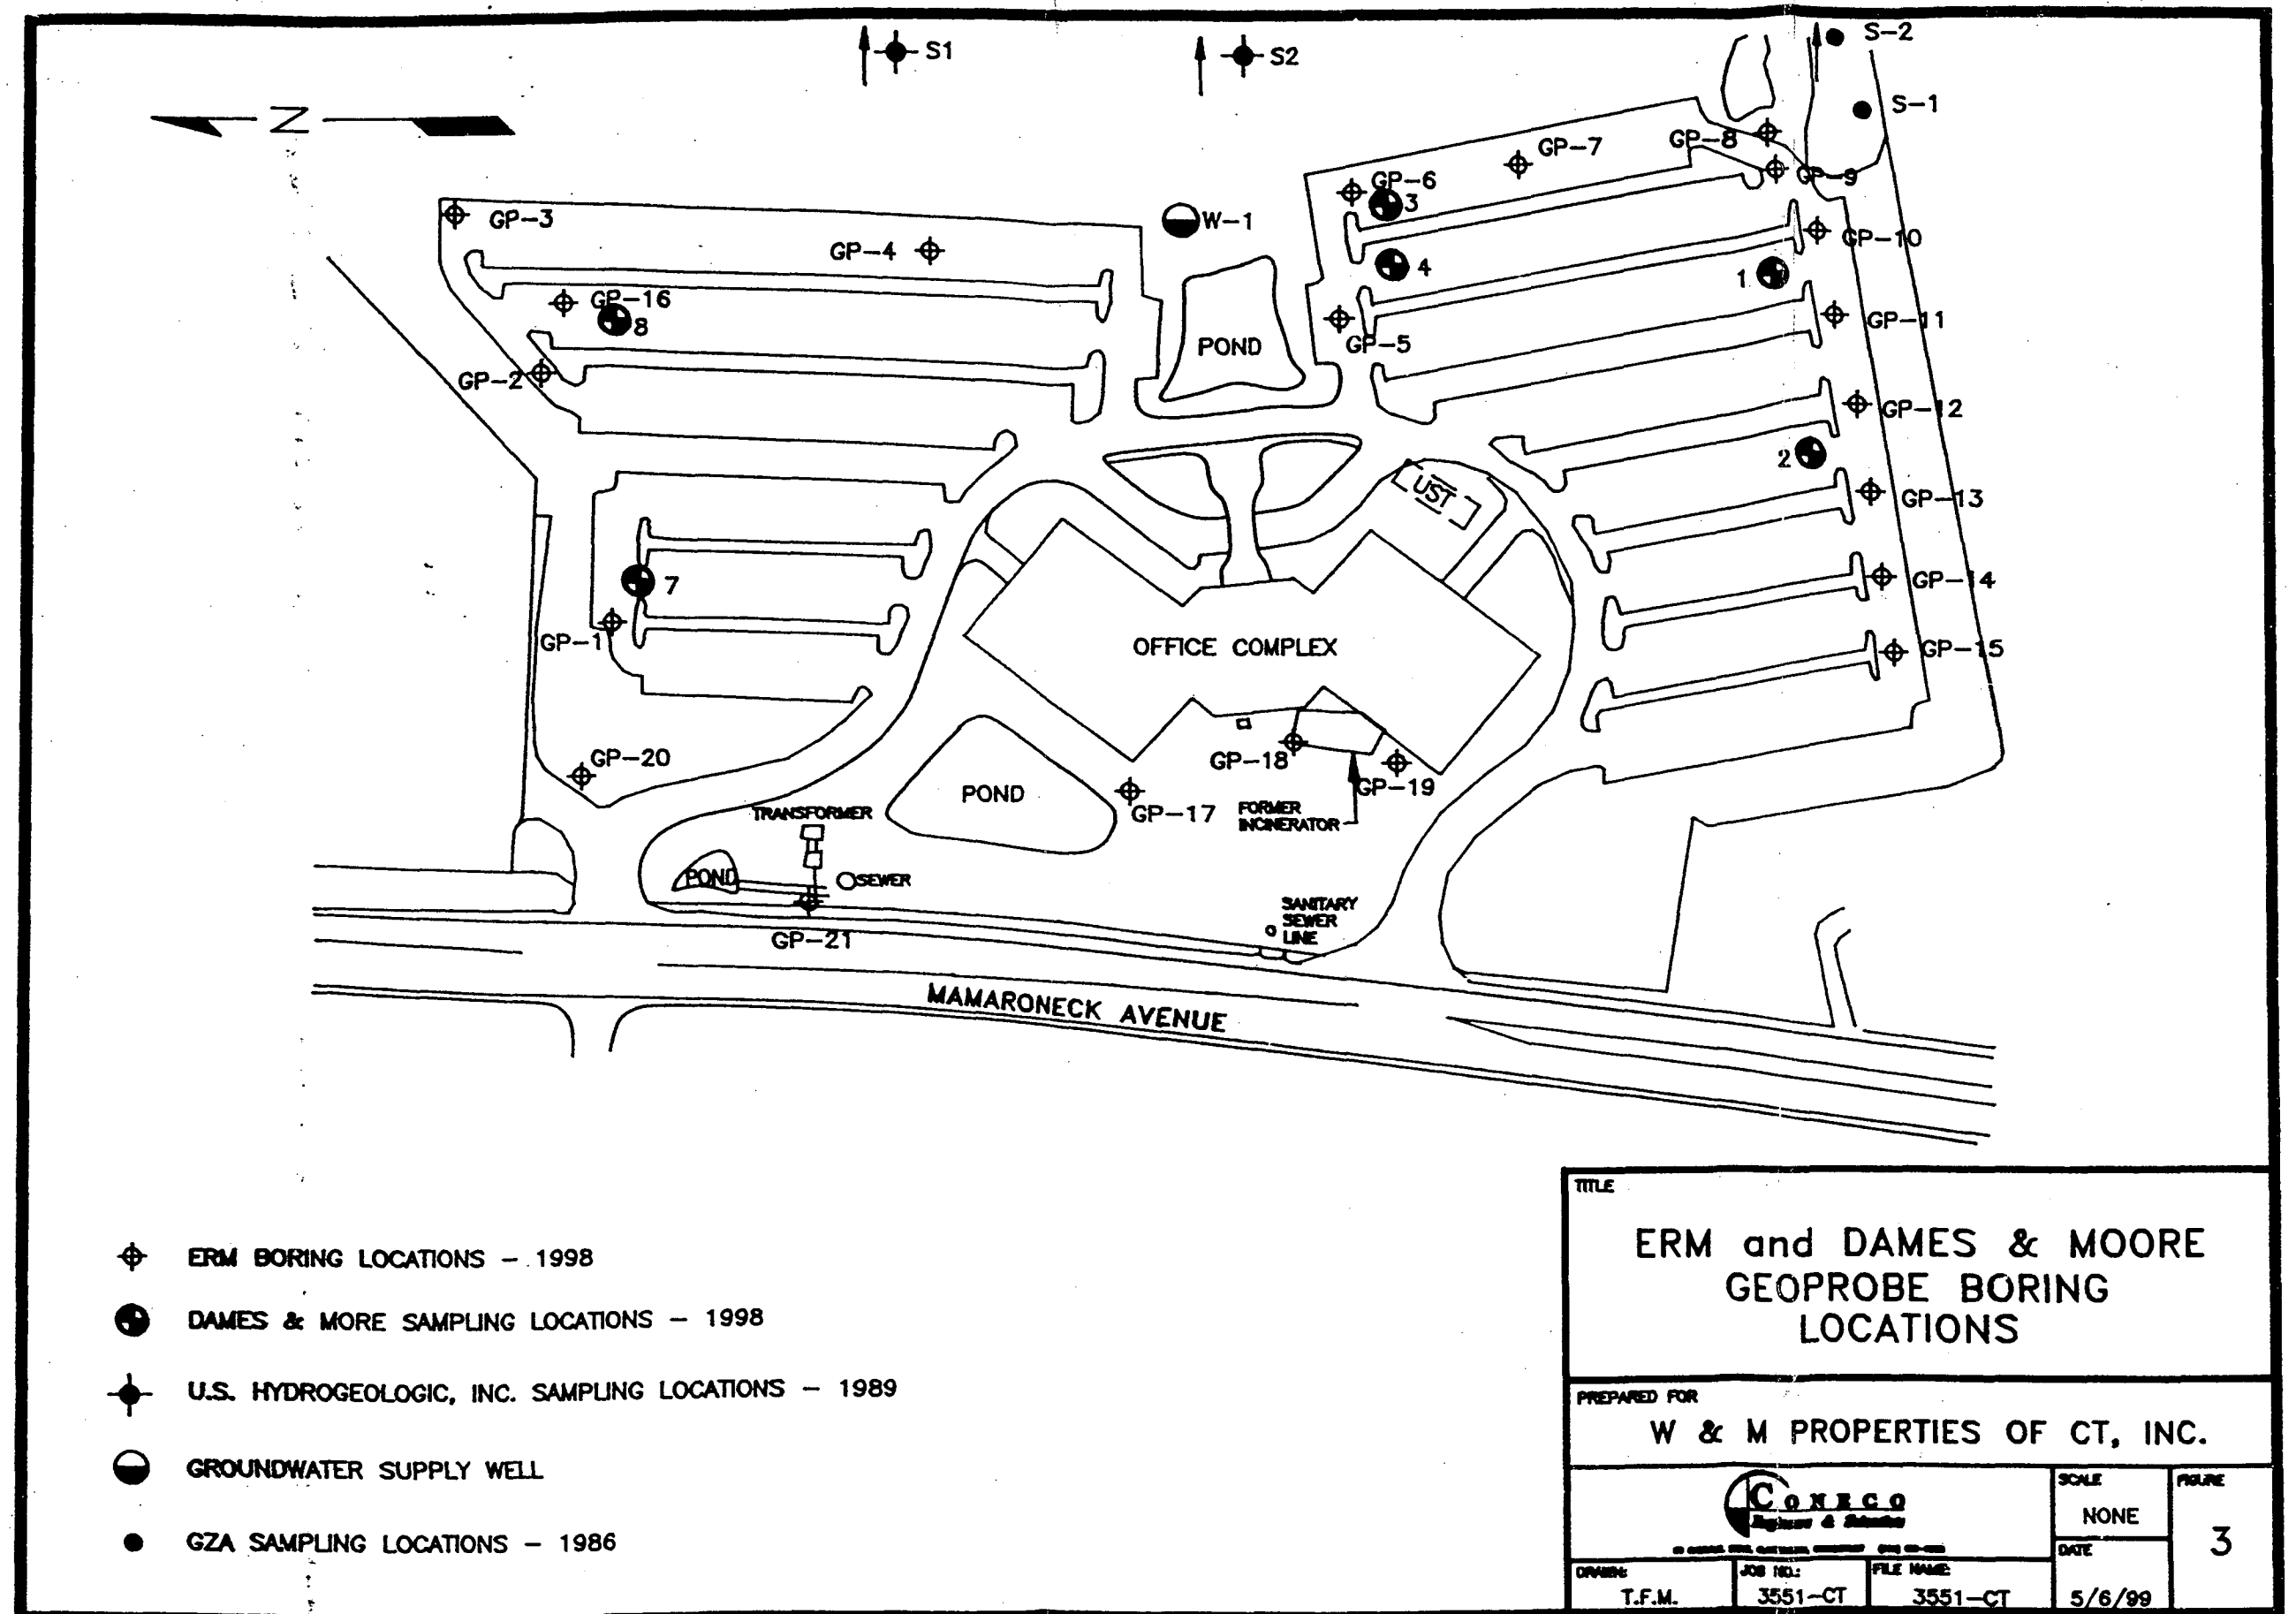 S1
S2
S-2
S-1
N
GP-8
GP-7
GP-9
GP-6
3
GP-3
W-1
GP-10
GP-4
4
1
GP-16
8
GP-11
POND
GP-5
GP-2
GP-12
2
UST
GP-13
7
GP-14
GP-1
OFFICE COMPLEX
GP-15
GP-20
GP-18
GP-19
POND
GP-17
FORMER
INCINERATOR
TRANSFORMER
POND
SEWER
SANITARY
SEWER
LINE
GP-21
MAMARONECK AVENUE
ERM BORING LOCATIONS - 1998
DAMES & MORE SAMPLING LOCATIONS - 1998
U.S. HYDROGEOLOGIC, INC. SAMPLING LOCATIONS - 1989
GROUNDWATER SUPPLY WELL
GZA SAMPLING LOCATIONS - 1986
TITLE
ERM and DAMES & MOORE
GEOPROBE BORING
LOCATIONS
PREPARED FOR
W & M PROPERTIES OF CT, INC.
CONECO
Engineers & Scientists
SCALE
NONE
FIGURE
3
DATE
5/6/99
DRAWN:
T.F.M.
JOB NO.:
3551-CT
FILE NAME:
3551-CT